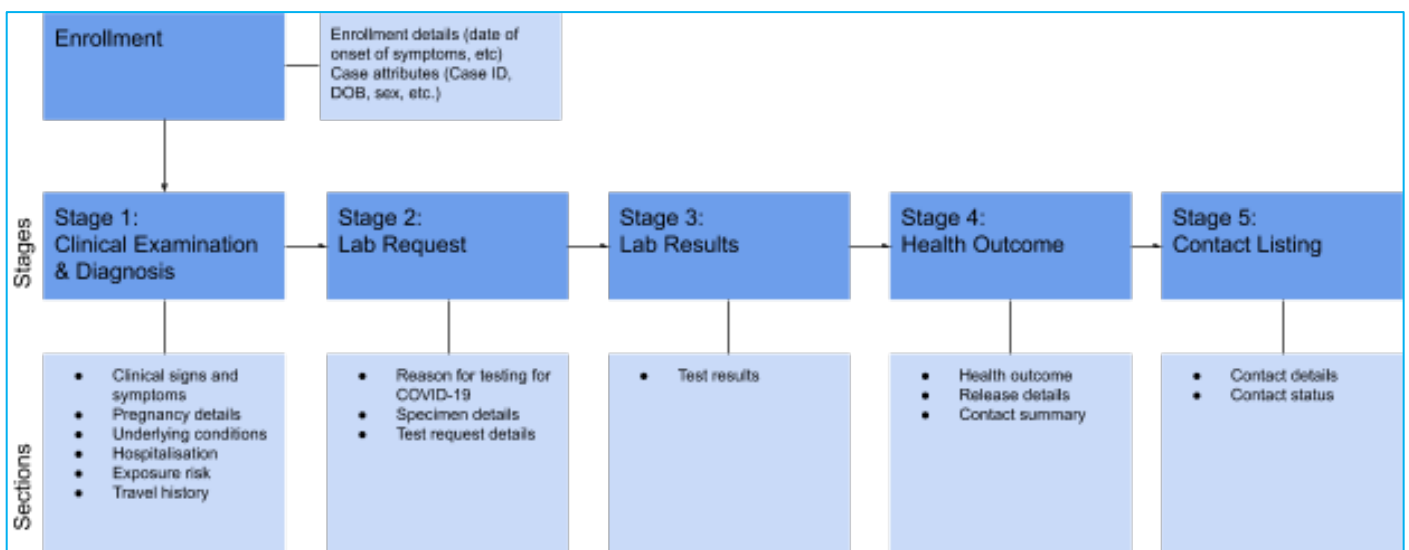 Enrollment
Enrollment details (date of
onset of symptoms, etc)
Case attributes (Case ID,
DOB, sex, etc.)
Stages
Stage 1:
Clinical Examination
& Diagnosis
Stage 2:
Lab Request
Stage 3:
Lab Results
Stage 4:
Health Outcome
Stage 5:
Contact Listing
Sections
● Clinical signs and
symptoms
● Pregnancy details
● Underlying conditions
● Hospitalisation
● Exposure risk
● Travel history
● Reason for testing for
COVID-19
● Specimen details
● Test request details
● Test results
● Health outcome
● Release details
● Contact summary
● Contact details
● Contact status